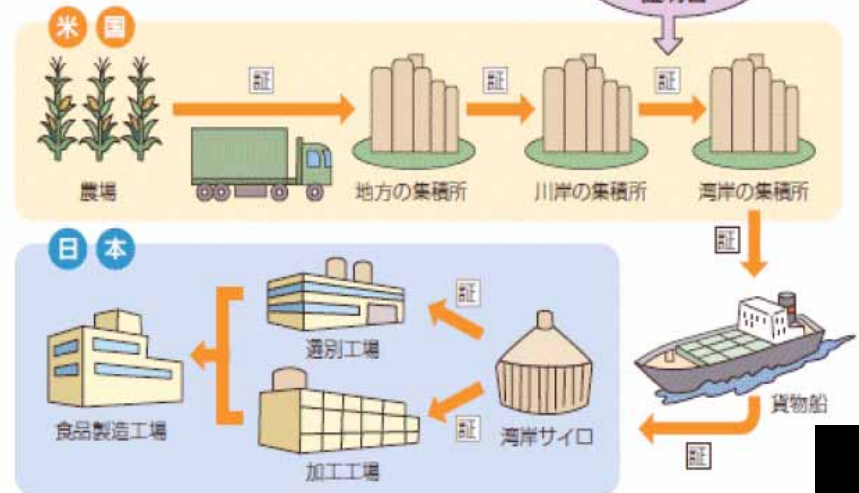 米国
証
証
証
農場
地方の集積所
川岸の集積所
湾岸の集積所
証
日本
証
選別工場
貨物船
食品製造工場
証
湾岸サイロ
証
加工工場